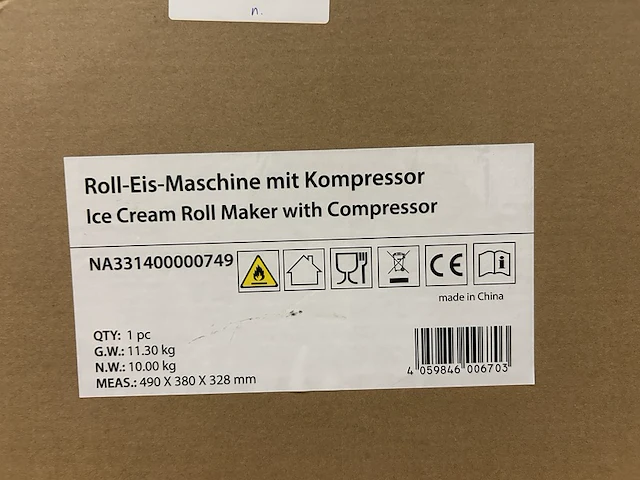 n.
Roll-Eis-Maschine mit Kompressor
Ice Cream Roll Maker with Compressor
NA331400000749
CE
i
made in China
QTY: 1 pc
G.W.: 11.30 kg
N.W.: 10.00 kg
MEAS.: 490 X 380 X 328 mm
4 059846 006703